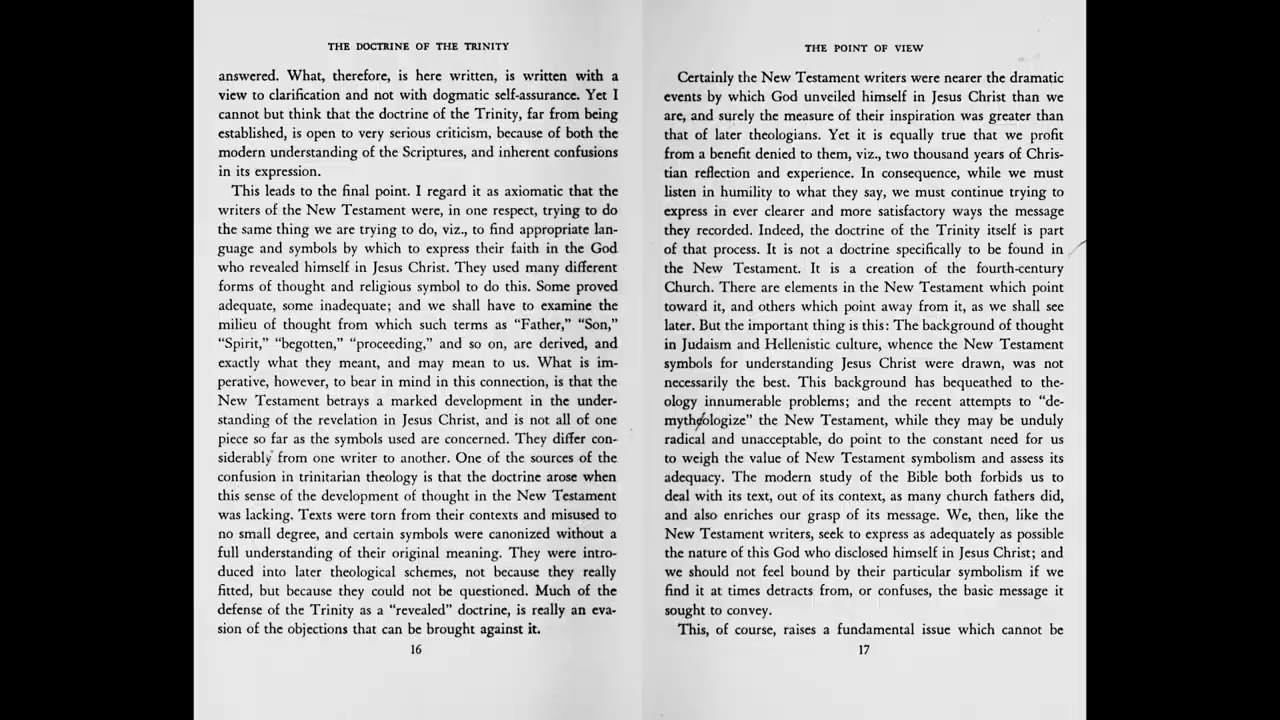 THE DOCTRINE OF THE TRINITY
answered. What, therefore, is here written, is written with a
view to clarification and not with dogmatic self-assurance. Yet I
cannot but think that the doctrine of the Trinity, far from being
established, is open to very serious criticism, because of both the
modern understanding of the Scriptures, and inherent confusions
in its expression.
This leads to the final point. I regard it as axiomatic that the
writers of the New Testament were, in one respect, trying to do
the same thing we are trying to do, viz., to find appropriate lan-
guage and symbols by which to express their faith in the God
who revealed himself in Jesus Christ. They used many different
forms of thought and religious symbol to do this. Some proved
adequate, some inadequate; and we shall have to examine the
milieu of thought from which such terms as “Father,” “Son,”
“Spirit,” “begotten,” “proceeding,” and so on, are derived, and
exactly what they meant, and may mean to us. What is im-
perative, however, to bear in mind in this connection, is that the
New Testament betrays a marked development in the under-
standing of the revelation in Jesus Christ, and is not all of one
piece so far as the symbols used are concerned. They differ con-
siderably from one writer to another. One of the sources of the
confusion in trinitarian theology is that the doctrine arose when
this sense of the development of thought in the New Testament
was lacking. Texts were torn from their contexts and misused to
no small degree, and certain symbols were canonized without a
full understanding of their original meaning. They were intro-
duced into later theological schemes, not because they really
fitted, but because they could not be questioned. Much of the
defense of the Trinity as a “revealed” doctrine, is really an eva-
sion of the objections that can be brought against it.
16
THE POINT OF VIEW
Certainly the New Testament writers were nearer the dramatic
events by which God unveiled himself in Jesus Christ than we
are, and surely the measure of their inspiration was greater than
that of later theologians. Yet it is equally true that we profit
from a benefit denied to them, viz., two thousand years of Chris-
tian reflection and experience. In consequence, while we must
listen in humility to what they say, we must continue trying to
express in ever clearer and more satisfactory ways the message
they recorded. Indeed, the doctrine of the Trinity itself is part
of that process. It is not a doctrine specifically to be found in
the New Testament. It is a creation of the fourth-century
Church. There are elements in the New Testament which point
toward it, and others which point away from it, as we shall see
later. But the important thing is this: The background of thought
in Judaism and Hellenistic culture, whence the New Testament
symbols for understanding Jesus Christ were drawn, was not
necessarily the best. This background has bequeathed to the-
ology innumerable problems; and the recent attempts to “de-
mytheologize” the New Testament, while they may be unduly
radical and unacceptable, do point to the constant need for us
to weigh the value of New Testament symbolism and assess its
adequacy. The modern study of the Bible both forbids us to
deal with its text, out of its context, as many church fathers did,
and also enriches our grasp of its message. We, then, like the
New Testament writers, seek to express as adequately as possible
the nature of this God who disclosed himself in Jesus Christ; and
we should not feel bound by their particular symbolism if we
find it at times detracts from, or confuses, the basic message it
sought to convey.
This, of course, raises a fundamental issue which cannot be
17